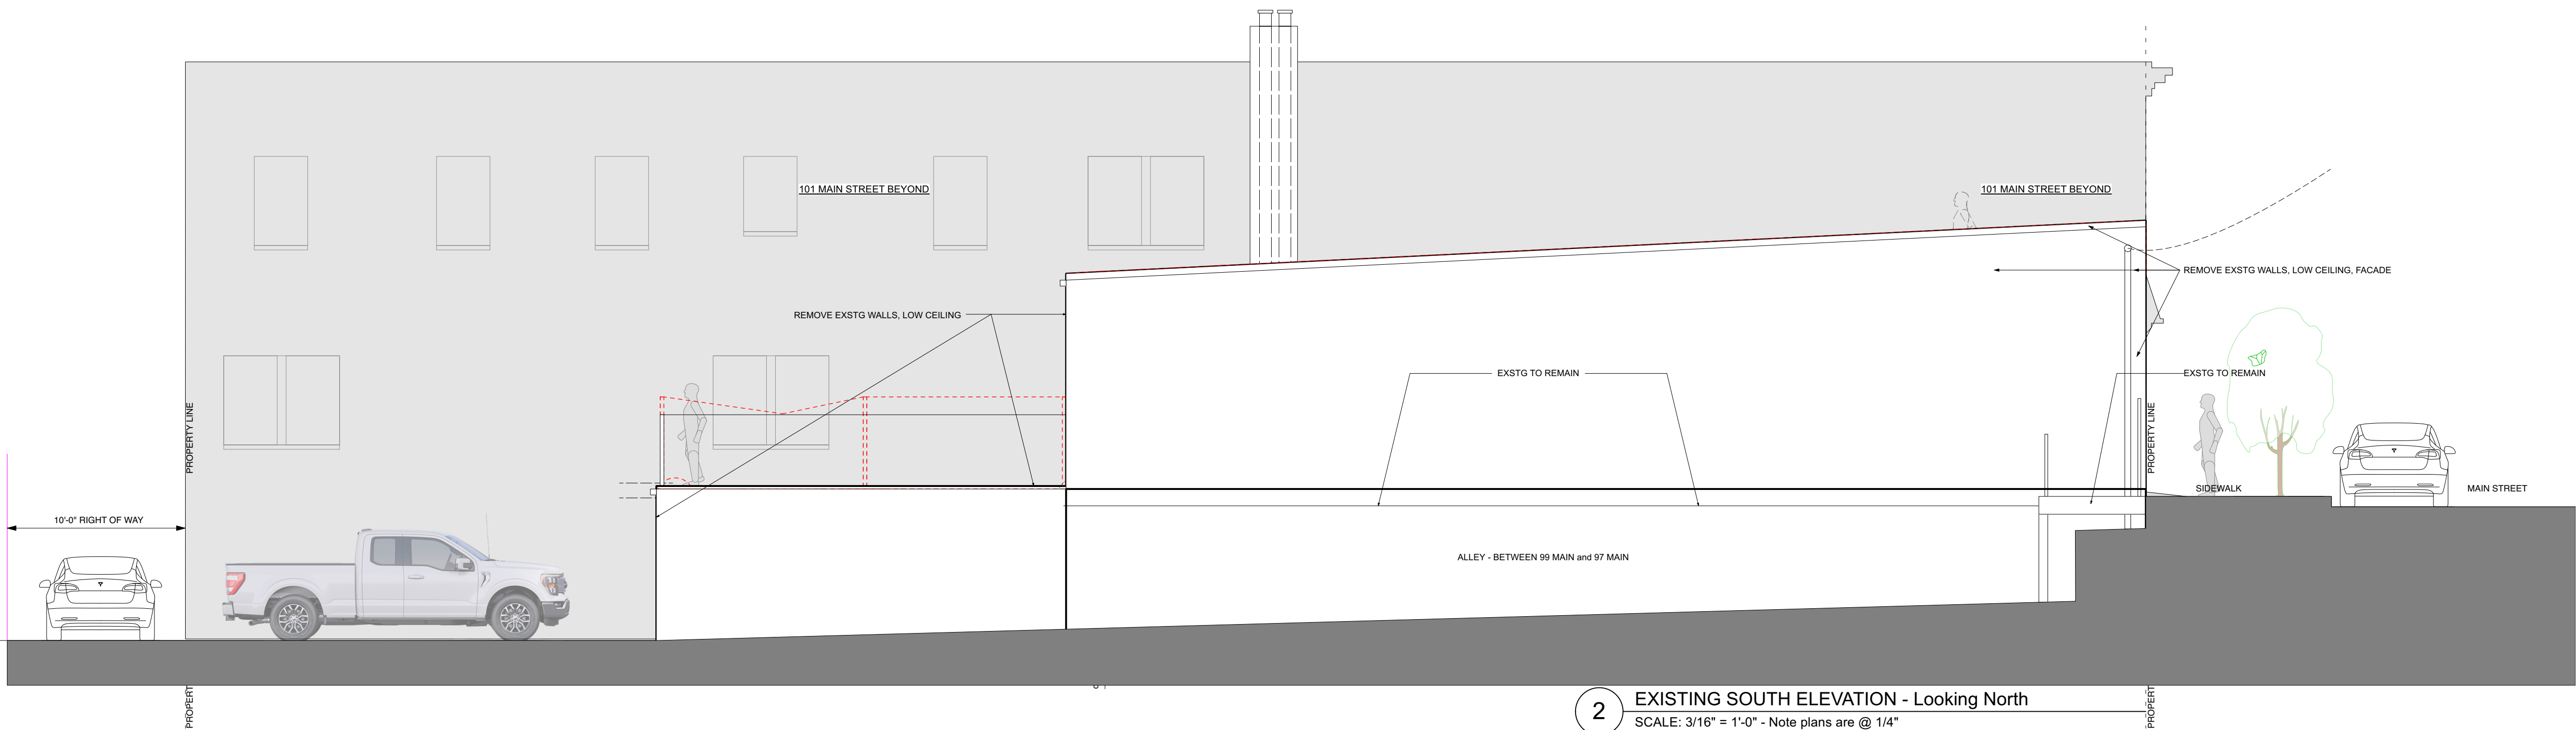 101 MAIN STREET BEYOND
101 MAIN STREET BEYOND
REMOVE EXSTG WALLS, LOW CEILING, FACADE
REMOVE EXSTG WALLS, LOW CEILING
EXSTG TO REMAIN
EXSTG TO REMAIN
PROPERTY LINE
PROPERTY LINE
SIDEWALK
MAIN STREET
10'-0" RIGHT OF WAY
ALLEY - BETWEEN 99 MAIN and 97 MAIN
PROPERT
PROPERT
2
EXISTING SOUTH ELEVATION - Looking North
SCALE: 3/16" = 1'-0" - Note plans are @ 1/4"